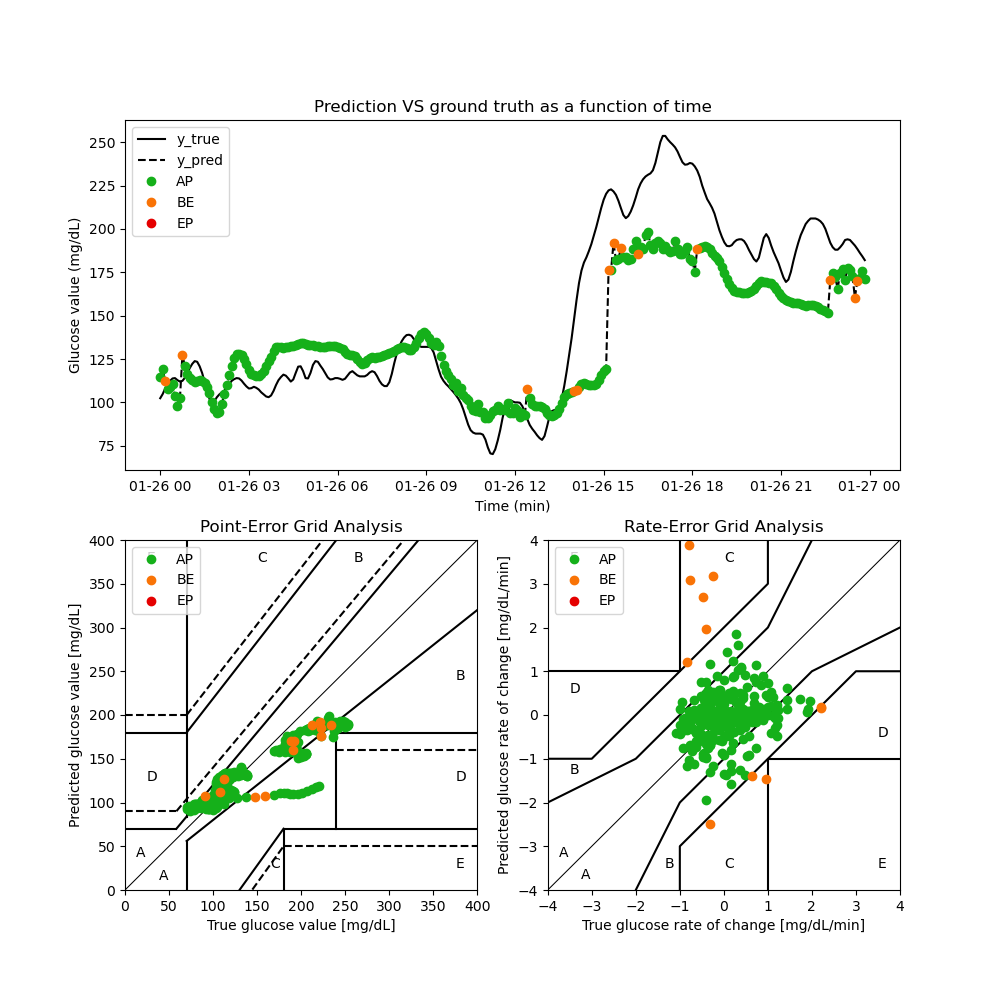 Prediction VS ground truth as a function of time
Glucose value (mg/dL)
250
225
200
175
150
125
100
75
y_true
y_pred
AP
BE
EP
01-26 00 01-26 03 01-26 06 01-26 09 01-26 12 01-26 15 01-26 18 01-26 21 01-27 00
Time (min)
Point-Error Grid Analysis
Predicted glucose value [mg/dL]
400
350
300
250
200
150
100
50
0
AP
BE
EP
C
B
B
D
D
A
A
C
E
0 50 100 150 200 250 300 350 400
True glucose value [mg/dL]
Rate-Error Grid Analysis
Predicted glucose rate of change [mg/dL/min]
4
3
2
1
0
−1
−2
−3
−4
AP
BE
EP
C
D
D
B
A
A
B
C
E
−4 −3 −2 −1 0 1 2 3 4
True glucose rate of change [mg/dL/min]